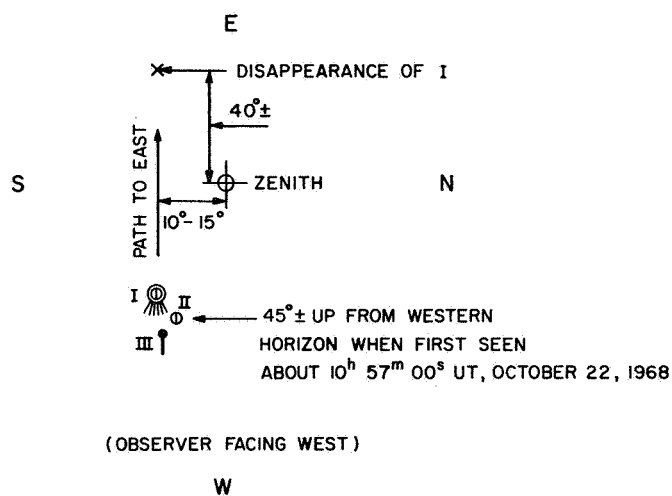 E
DISAPPEARANCE OF I
40°±
PATH TO EAST
S
ZENITH
N
10°-15°
I
II
45°± UP FROM WESTERN
III
HORIZON WHEN FIRST SEEN
ABOUT 10ʰ 57ᵐ 00ˢ UT, OCTOBER 22, 1968
(OBSERVER FACING WEST)
W